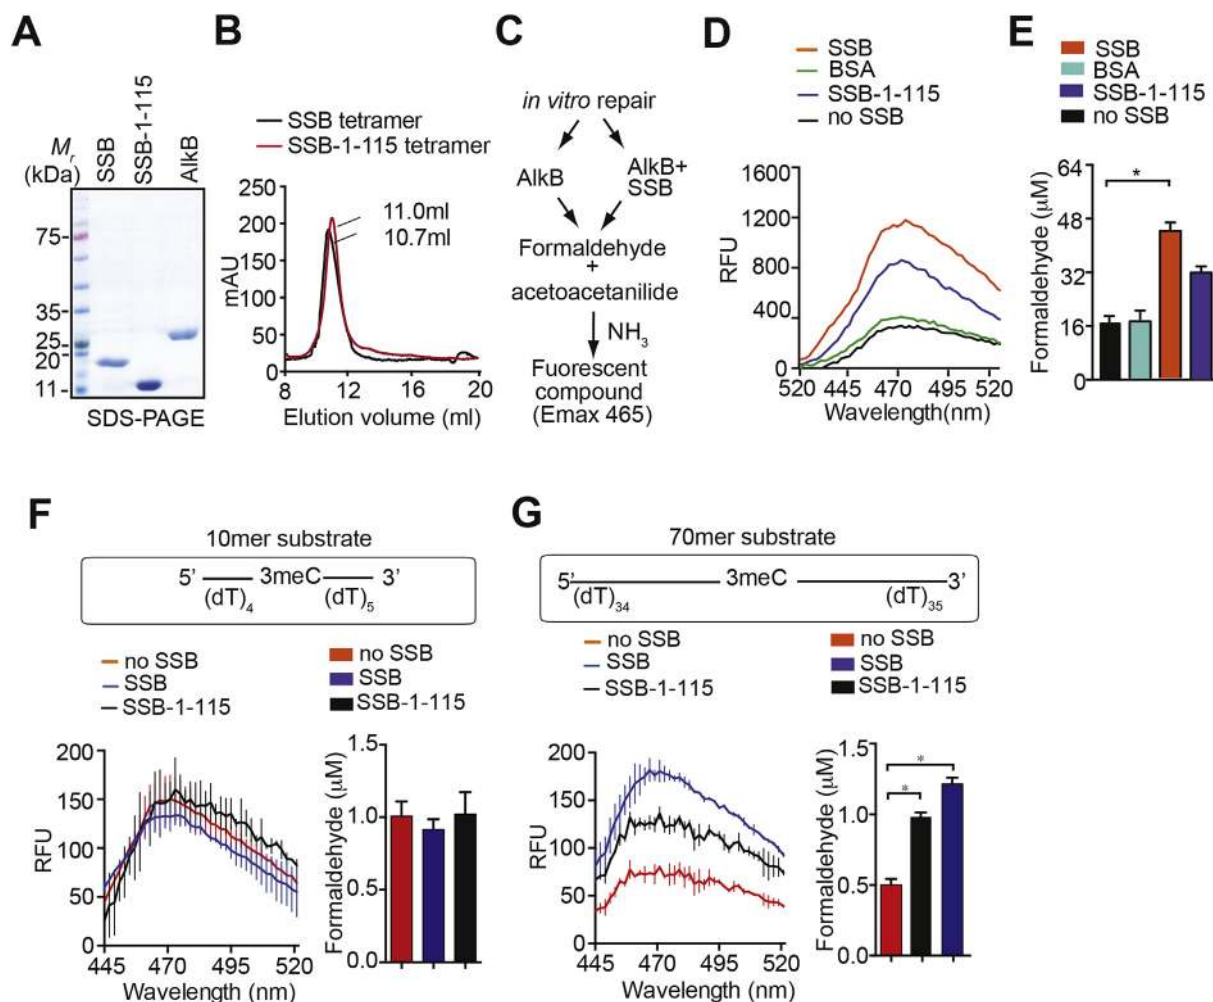 A
M_r
(kDa)
SSB
SSB-1-115
AlkB
75-
35-
25-
20-
11-
SDS-PAGE
B
SSB tetramer
SSB-1-115 tetramer
250
200
150
100
50
0
mAU
11.0ml
10.7ml
8
12
16
20
Elution volume (ml)
C
in vitro repair
AlkB
AlkB+
SSB
Formaldehyde
+
acetoacetanilide
NH3
Fluorescent
compound
(Emax 465)
D
SSB
BSA
SSB-1-115
no SSB
1600
1200
800
400
0
RFU
520 445 470 495 520
Wavelength(nm)
E
SSB
BSA
SSB-1-115
no SSB
64
48
32
16
0
Formaldehyde (μM)
*
F
10mer substrate
5’ 3meC 3’
(dT)4 (dT)5
no SSB
SSB
SSB-1-115
no SSB
SSB
SSB-1-115
200
150
100
50
0
RFU
445 470 495 520
Wavelength (nm)
1.5
1.0
0.5
0.0
Formaldehyde (μM)
G
70mer substrate
5’ 3meC 3’
(dT)34 (dT)35
no SSB
SSB
SSB-1-115
no SSB
SSB
SSB-1-115
200
150
100
50
0
RFU
445 470 495 520
Wavelength (nm)
1.5
1.0
0.5
0.0
Formaldehyde (μM)
*
*